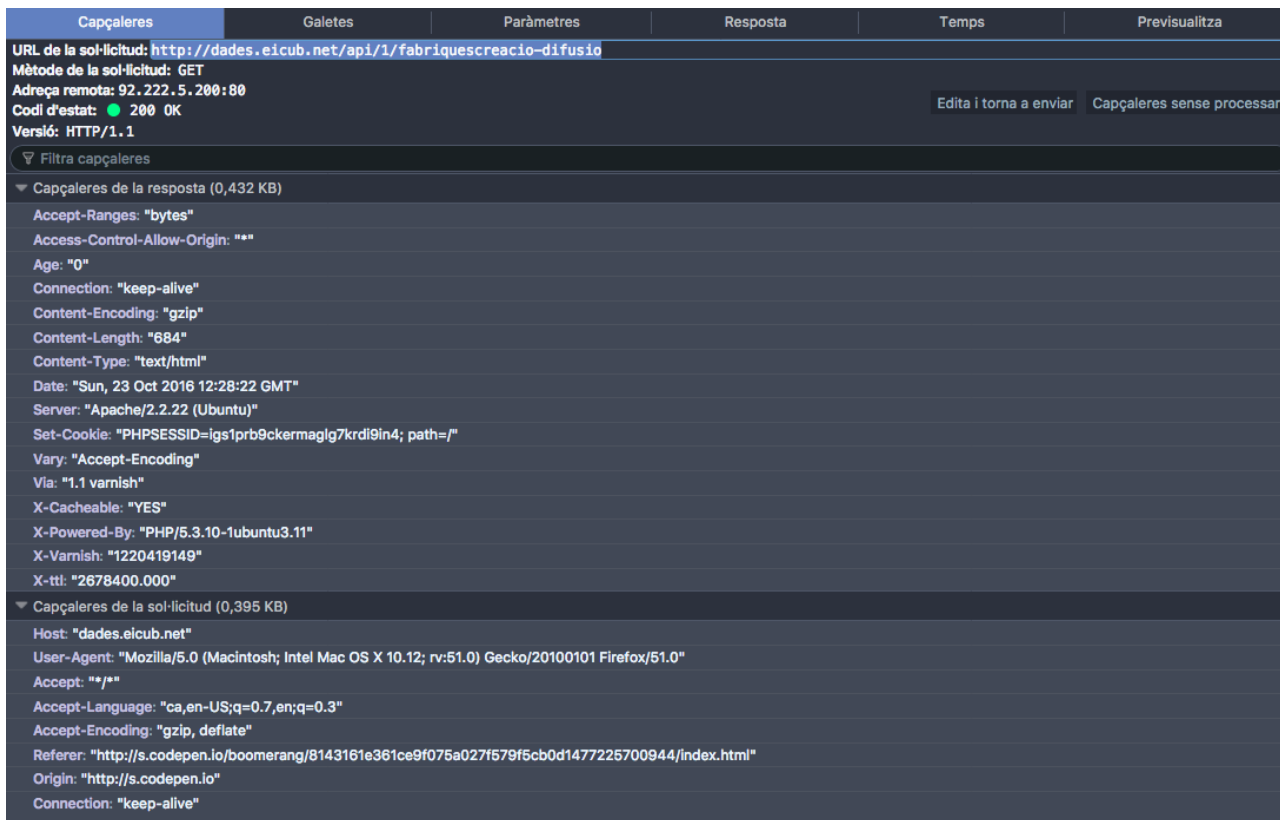 Capçaleres Galetes Paràmetres Resposta Temps Previsualitza
URL de la sol·licitud: http://dades.eicub.net/api/1/fabriquescreacio-difusio
Mètode de la sol·licitud: GET
Adreça remota: 92.222.5.200:80
Codi d'estat: 200 OK
Edita i torna a enviar Capçaleres sense processar
Versió: HTTP/1.1
Filtra capçaleres
Capçaleres de la resposta (0,432 KB)
Accept-Ranges: "bytes"
Access-Control-Allow-Origin: "*"
Age: "0"
Connection: "keep-alive"
Content-Encoding: "gzip"
Content-Length: "684"
Content-Type: "text/html"
Date: "Sun, 23 Oct 2016 12:28:22 GMT"
Server: "Apache/2.2.22 (Ubuntu)"
Set-Cookie: "PHPSESSID=igs1prb9ckermaglg7krdi9in4; path=/"
Vary: "Accept-Encoding"
Via: "1.1 varnish"
X-Cacheable: "YES"
X-Powered-By: "PHP/5.3.10-1ubuntu3.11"
X-Varnish: "1220419149"
X-ttl: "2678400.000"
Capçaleres de la sol·licitud (0,395 KB)
Host: "dades.eicub.net"
User-Agent: "Mozilla/5.0 (Macintosh; Intel Mac OS X 10.12; rv:51.0) Gecko/20100101 Firefox/51.0"
Accept: "*/*"
Accept-Language: "ca,en-US;q=0.7,en;q=0.3"
Accept-Encoding: "gzip, deflate"
Referer: "http://s.codepen.io/boomerang/8143161e361ce9f075a027f579f5cb0d1477225700944/index.html"
Origin: "http://s.codepen.io"
Connection: "keep-alive"